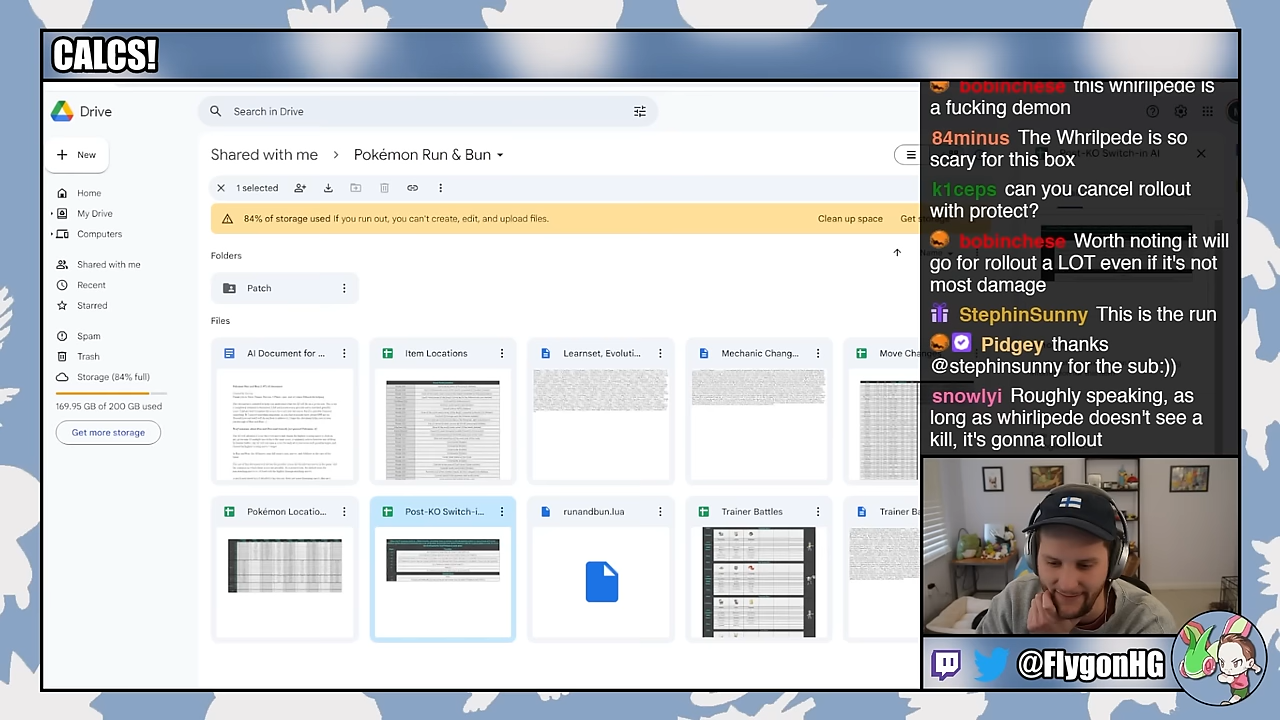 CALCS!
Drive
Search in Drive
New
Shared with me
Pokémon Run & Bun
1 selected
84% of storage used If you run out, you can't create, edit, and upload files.
Clean up space
Home
My Drive
Computers
Shared with me
Recent
Starred
Spam
Trash
Storage (84% full)
169.95 GB of 200 GB used
Get more storage
Folders
Patch
Files
AI Document for ...
Item Locations
Learnset, Evoluti...
Mechanic Chang...
Pokémon Locatio...
Post-KO Switch-i...
runandbun.lua
Trainer Battles
Post-KO Switch-in AI
bobinchese this whirlipede is
a fucking demon
84minus The Whrilpede is so
scary for this box
k1ceps can you cancel rollout
with protect?
bobinchese Worth noting it will
go for rollout a LOT even if it's not
most damage
StephinSunny This is the run
Pidgey thanks
@stephinsunny for the sub:))
snowlyi Roughly speaking, as
long as whirlipede doesn't see a
kill, it's gonna rollout
@FlygonHG